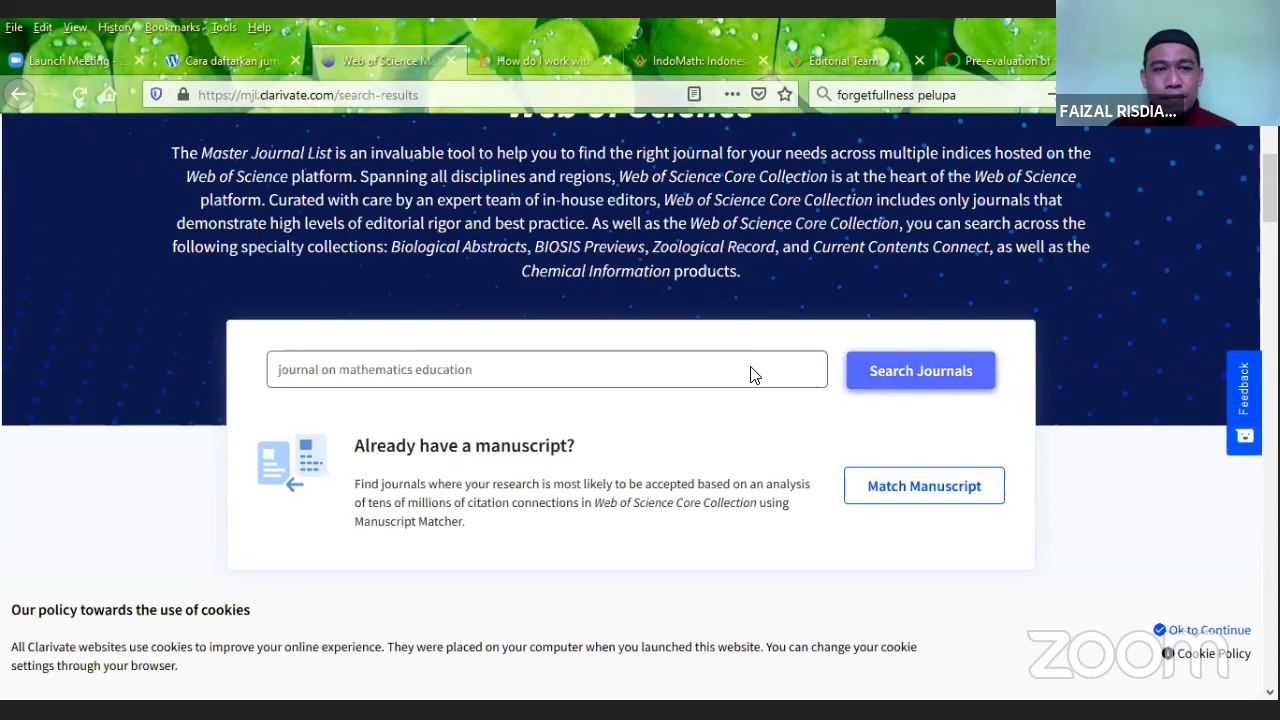 File Edit View History Bookmarks Tools Help
Launch Meeting - Z
Cara daftarkan jurn
Web of Science Ma
How do I work with
IndoMath: Indones
Editorial Team
Pre-evaluation of
https://mjl.clarivate.com/search-results
forgetfullness pelupa
FAIZAL RISDIA...
Web of Science
The Master Journal List is an invaluable tool to help you to find the right journal for your needs across multiple indices hosted on the
Web of Science platform. Spanning all disciplines and regions, Web of Science Core Collection is at the heart of the Web of Science
platform. Curated with care by an expert team of in-house editors, Web of Science Core Collection includes only journals that
demonstrate high levels of editorial rigor and best practice. As well as the Web of Science Core Collection, you can search across the
following specialty collections: Biological Abstracts, BIOSIS Previews, Zoological Record, and Current Contents Connect, as well as the
Chemical Information products.
journal on mathematics education
Search Journals
Feedback
Already have a manuscript?
Find journals where your research is most likely to be accepted based on an analysis
of tens of millions of citation connections in Web of Science Core Collection using
Manuscript Matcher.
Match Manuscript
Our policy towards the use of cookies
All Clarivate websites use cookies to improve your online experience. They were placed on your computer when you launched this website. You can change your cookie
settings through your browser.
Ok to Continue
Cookie Policy
zoom